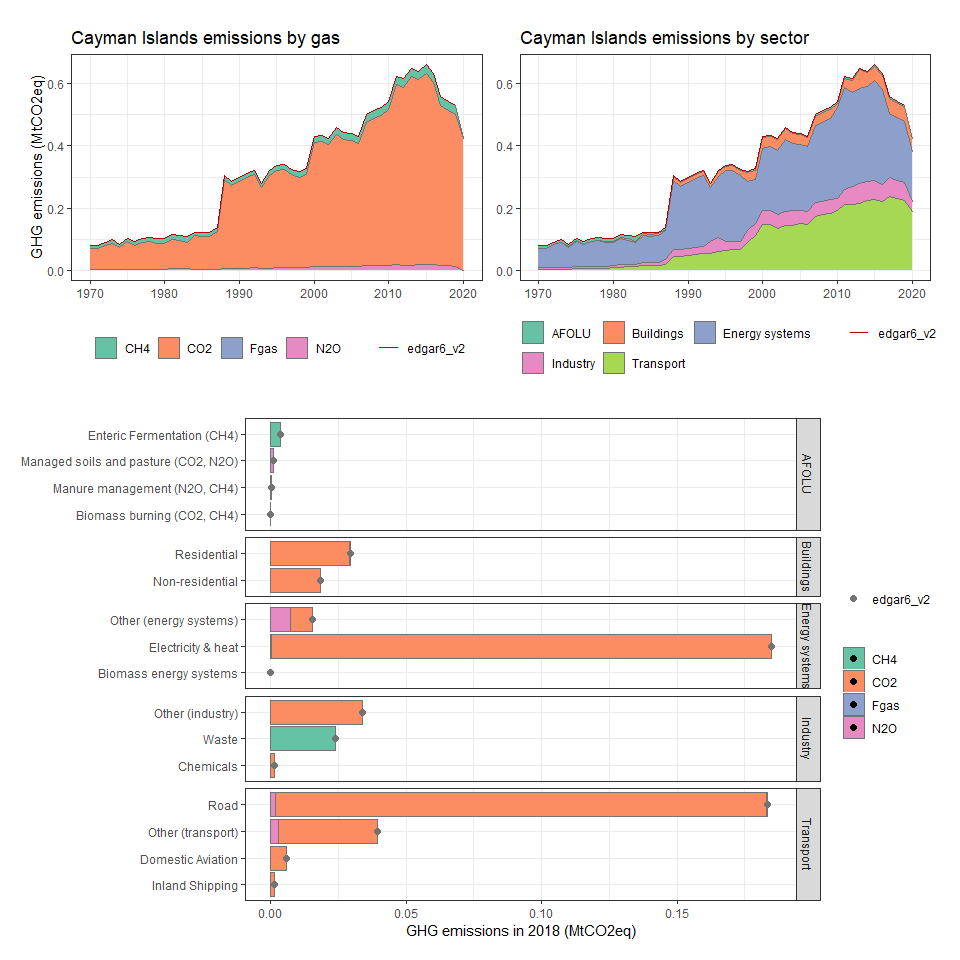 Cayman Islands emissions by gas
GHG emissions (MtCO2eq)
0.6
0.4
0.2
0.0
1970 1980 1990 2000 2010 2020
CH4 CO2 Fgas N2O edgar6_v2
Cayman Islands emissions by sector
0.6
0.4
0.2
0.0
1970 1980 1990 2000 2010 2020
AFOLU Buildings Energy systems edgar6_v2
Industry Transport
Enteric Fermentation (CH4)
Managed soils and pasture (CO2, N2O)
Manure management (N2O, CH4)
Biomass burning (CO2, CH4)
AFOLU
Residential
Non-residential
Buildings
Other (energy systems)
Electricity & heat
Biomass energy systems
Energy systems
Other (industry)
Waste
Chemicals
Industry
Road
Other (transport)
Domestic Aviation
Inland Shipping
Transport
0.00 0.05 0.10 0.15
GHG emissions in 2018 (MtCO2eq)
edgar6_v2
CH4
CO2
Fgas
N2O